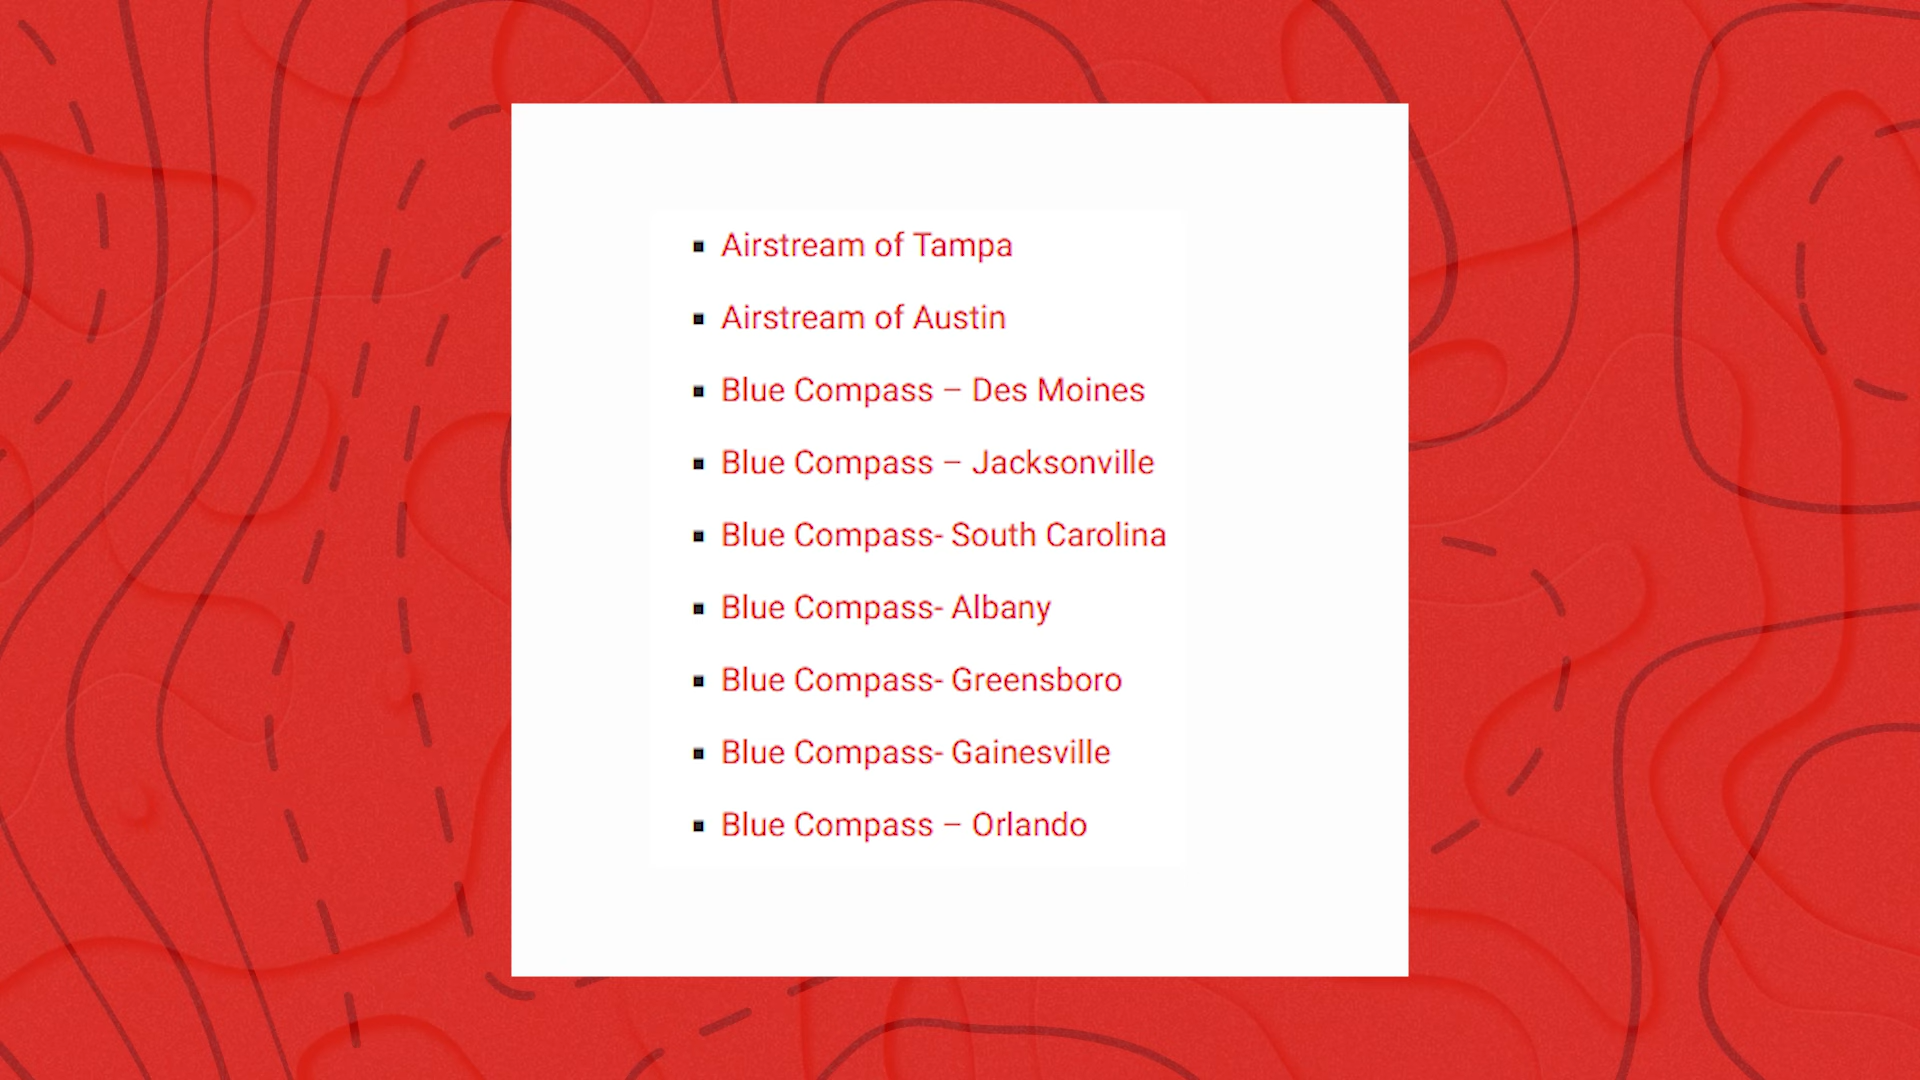 ▪ Airstream of Tampa
▪ Airstream of Austin
▪ Blue Compass – Des Moines
▪ Blue Compass – Jacksonville
▪ Blue Compass- South Carolina
▪ Blue Compass- Albany
▪ Blue Compass- Greensboro
▪ Blue Compass- Gainesville
▪ Blue Compass – Orlando